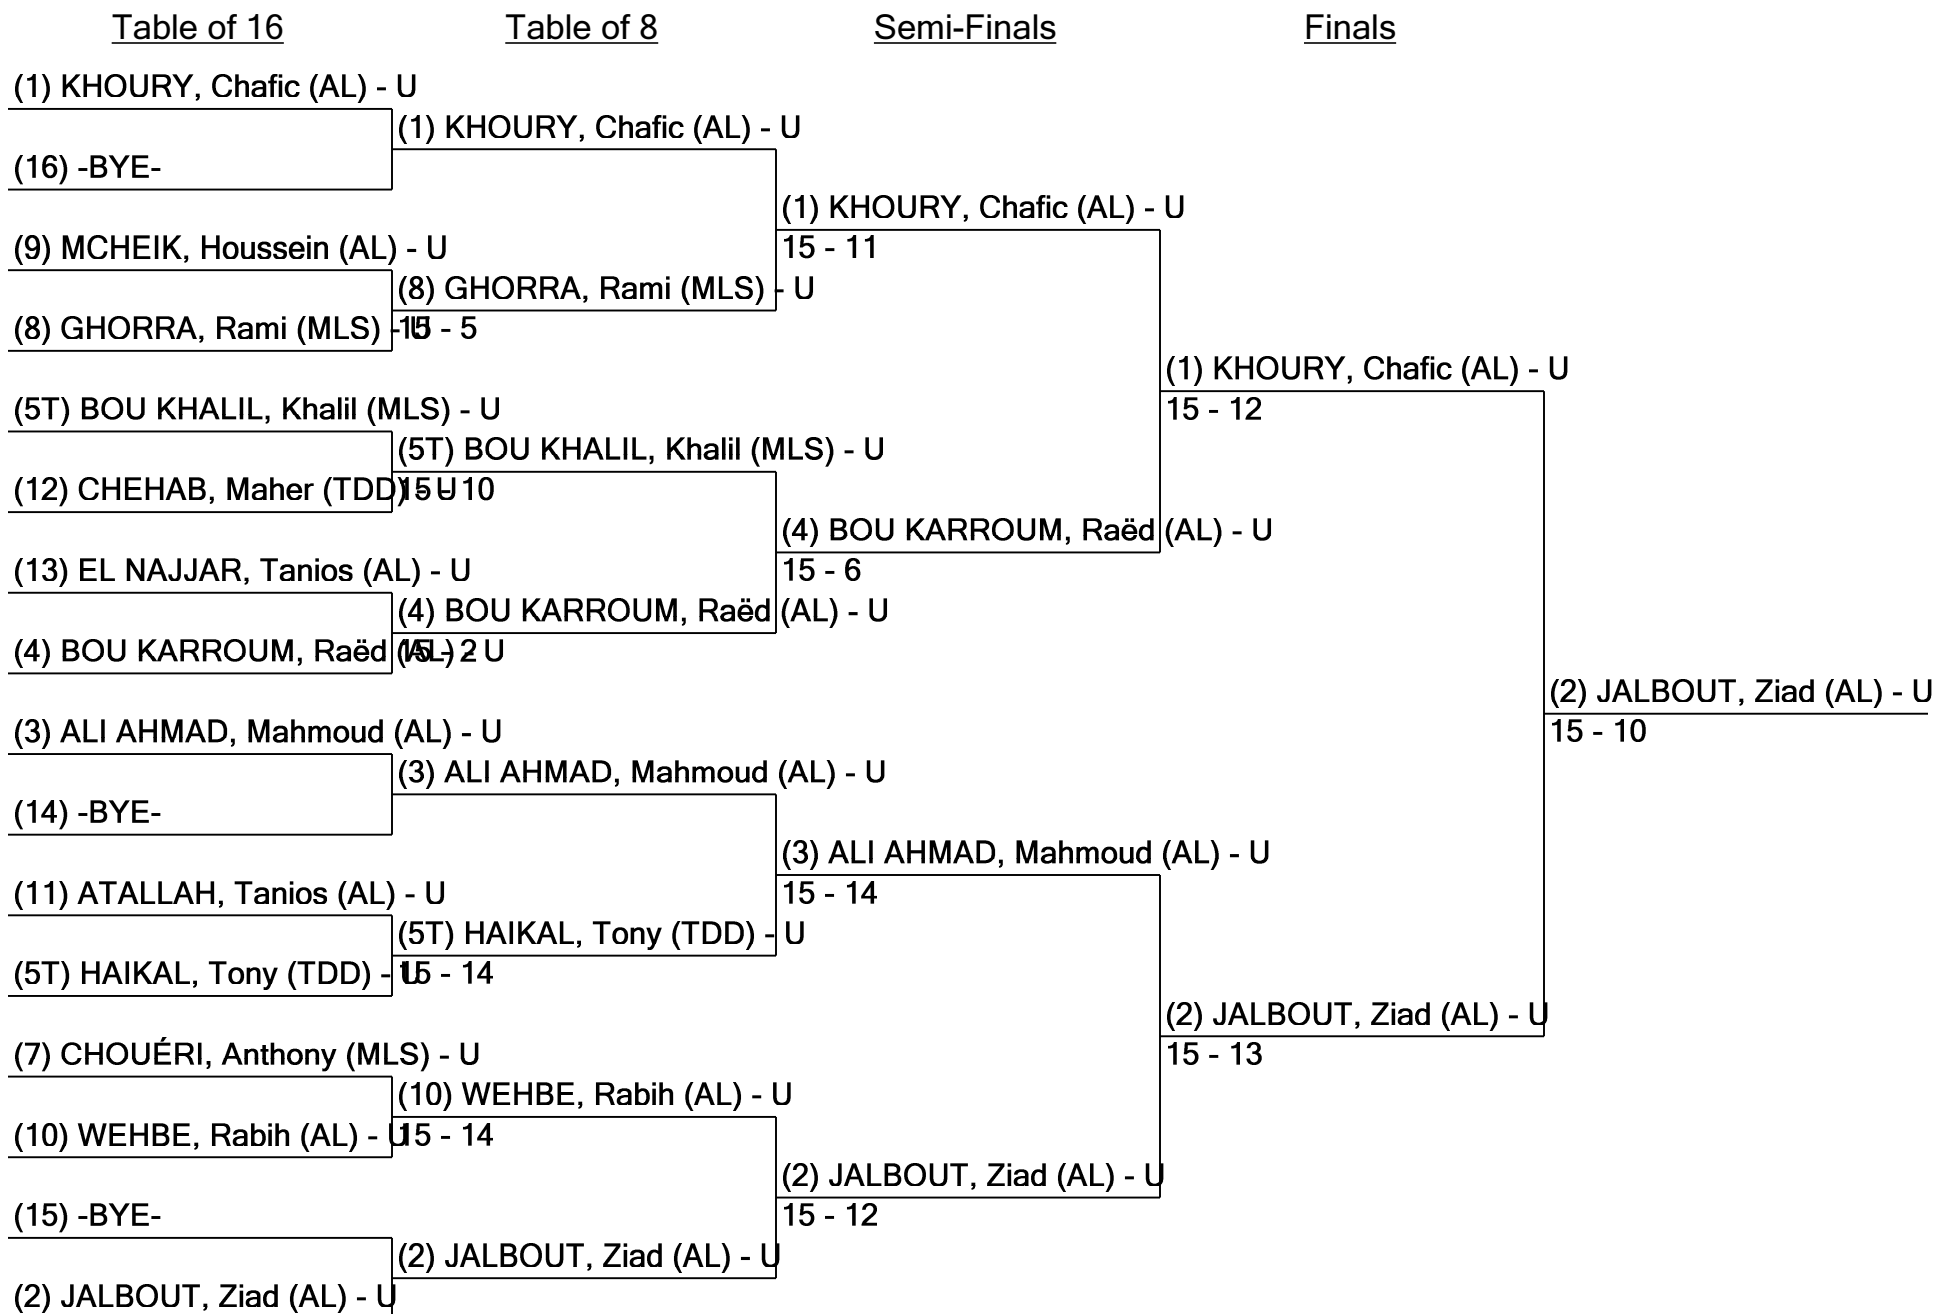 Table of 16 Table of 8 Semi-Finals Finals
(1) KHOURY, Chafic (AL) - U
(1) KHOURY, Chafic (AL) - U
(16) -BYE-
(1) KHOURY, Chafic (AL) - U
(9) MCHEIK, Houssein (AL) - U
15 - 11
(8) GHORRA, Rami (MLS) - U
(8) GHORRA, Rami (MLS) - U
15 - 5
(1) KHOURY, Chafic (AL) - U
(5T) BOU KHALIL, Khalil (MLS) - U
15 - 12
(5T) BOU KHALIL, Khalil (MLS) - U
(12) CHEHAB, Maher (TDD) - U
15 - 10
(4) BOU KARROUM, Raëd (AL) - U
(13) EL NAJJAR, Tanios (AL) - U
15 - 6
(4) BOU KARROUM, Raëd (AL) - U
(4) BOU KARROUM, Raëd (AL) - U
15 - 2
(2) JALBOUT, Ziad (AL) - U
(3) ALI AHMAD, Mahmoud (AL) - U
15 - 10
(3) ALI AHMAD, Mahmoud (AL) - U
(14) -BYE-
(3) ALI AHMAD, Mahmoud (AL) - U
(11) ATALLAH, Tanios (AL) - U
15 - 14
(5T) HAIKAL, Tony (TDD) - U
(5T) HAIKAL, Tony (TDD) - U
15 - 14
(2) JALBOUT, Ziad (AL) - U
(7) CHOUÉRI, Anthony (MLS) - U
15 - 13
(10) WEHBE, Rabih (AL) - U
(10) WEHBE, Rabih (AL) - U
15 - 14
(2) JALBOUT, Ziad (AL) - U
(15) -BYE-
15 - 12
(2) JALBOUT, Ziad (AL) - U
(2) JALBOUT, Ziad (AL) - U